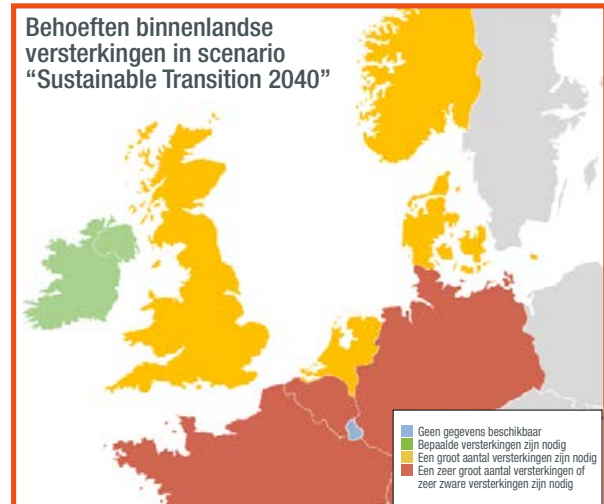 Behoeften binnenlandse
versterkingen in scenario
“Sustainable Transition 2040”
Geen gegevens beschikbaar
Bepaalde versterkingen zijn nodig
Een groot aantal versterkingen zijn nodig
Een zeer groot aantal versterkingen of
zeer zware versterkingen zijn nodig